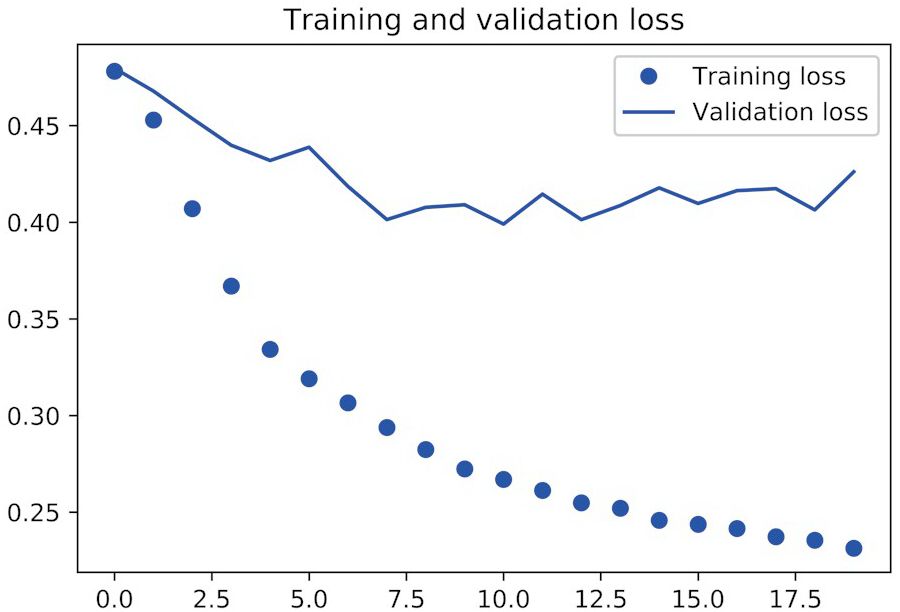 Training and validation loss
Training loss
Validation loss
0.45
0.40
0.35
0.30
0.25
0.0 2.5 5.0 7.5 10.0 12.5 15.0 17.5